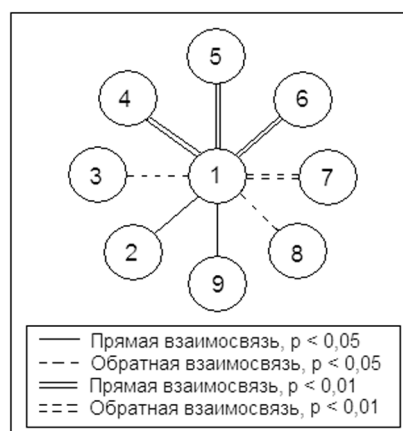 5
4
6
3
1
7
2
8
9
Прямая взаимосвязь, p < 0,05
Обратная взаимосвязь, p < 0,05
Прямая взаимосвязь, p < 0,01
Обратная взаимосвязь, p < 0,01